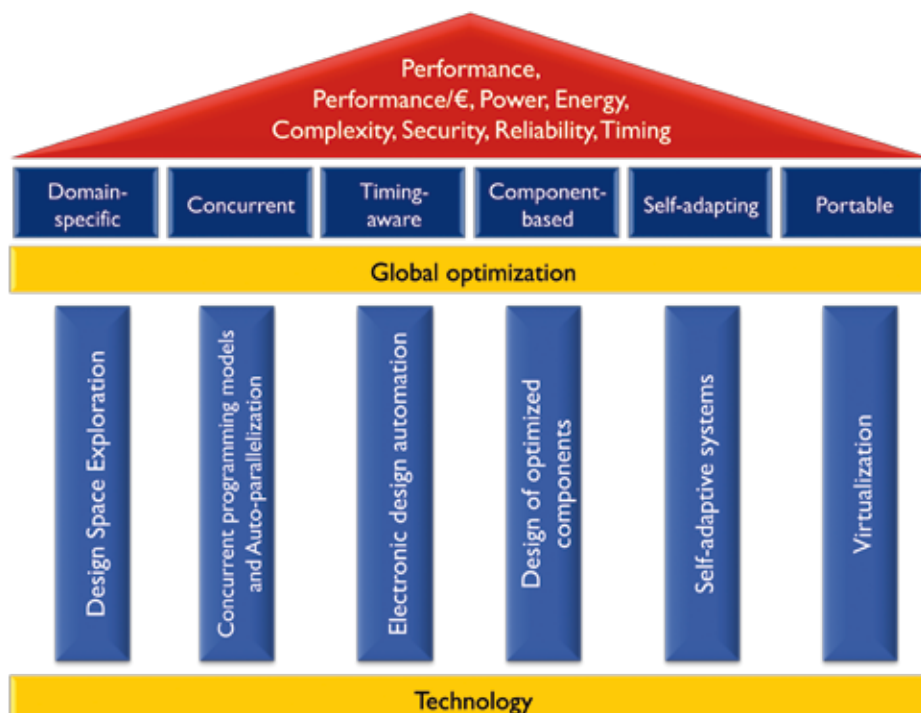 Performance,
Performance/€, Power, Energy,
Complexity, Security, Reliability, Timing
Domain-
specific
Concurrent
Timing-
aware
Component-
based
Self-adapting
Portable
Global optimization
Design Space Exploration
Concurrent programming models
and Auto-parallelization
Electronic design automation
Design of optimized
components
Self-adaptive systems
Virtualization
Technology